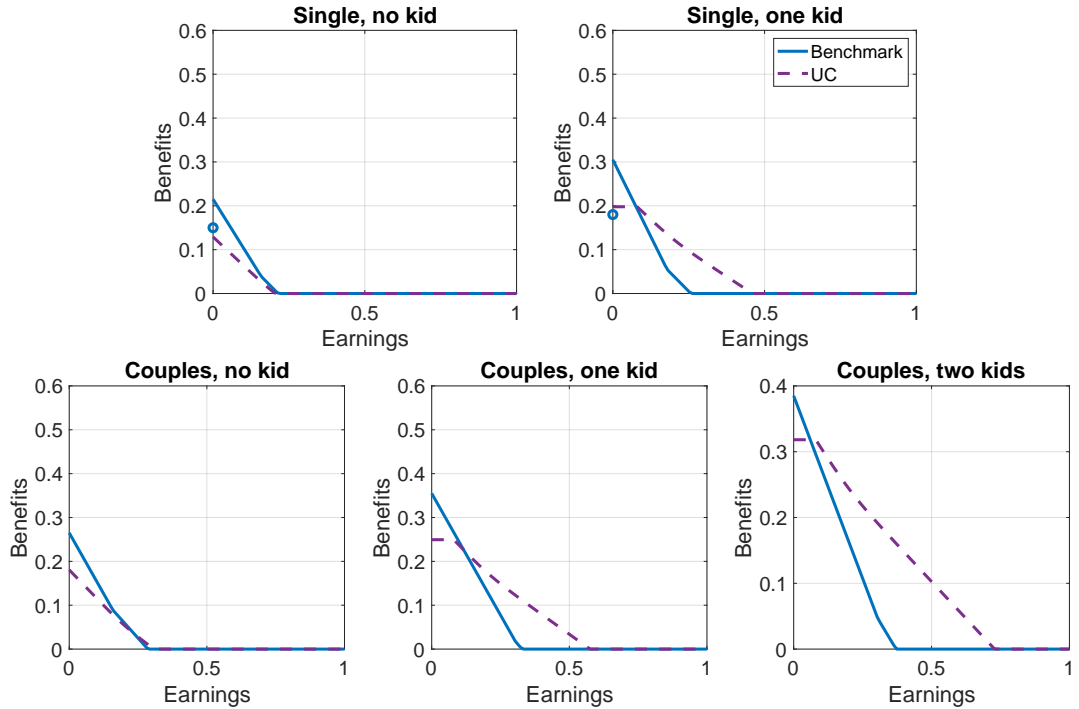 Single, no kid
0.6
0.5
0.4
0.3
0.2
0.1
0
Benefits
0 0.5 1
Earnings
Single, one kid
Benchmark
UC
0.6
0.5
0.4
0.3
0.2
0.1
0
Benefits
0 0.5 1
Earnings
Couples, no kid
0.6
0.5
0.4
0.3
0.2
0.1
0
Benefits
0 0.5 1
Earnings
Couples, one kid
0.6
0.5
0.4
0.3
0.2
0.1
0
Benefits
0 0.5 1
Earnings
Couples, two kids
0.4
0.3
0.2
0.1
0
Benefits
0 0.5 1
Earnings